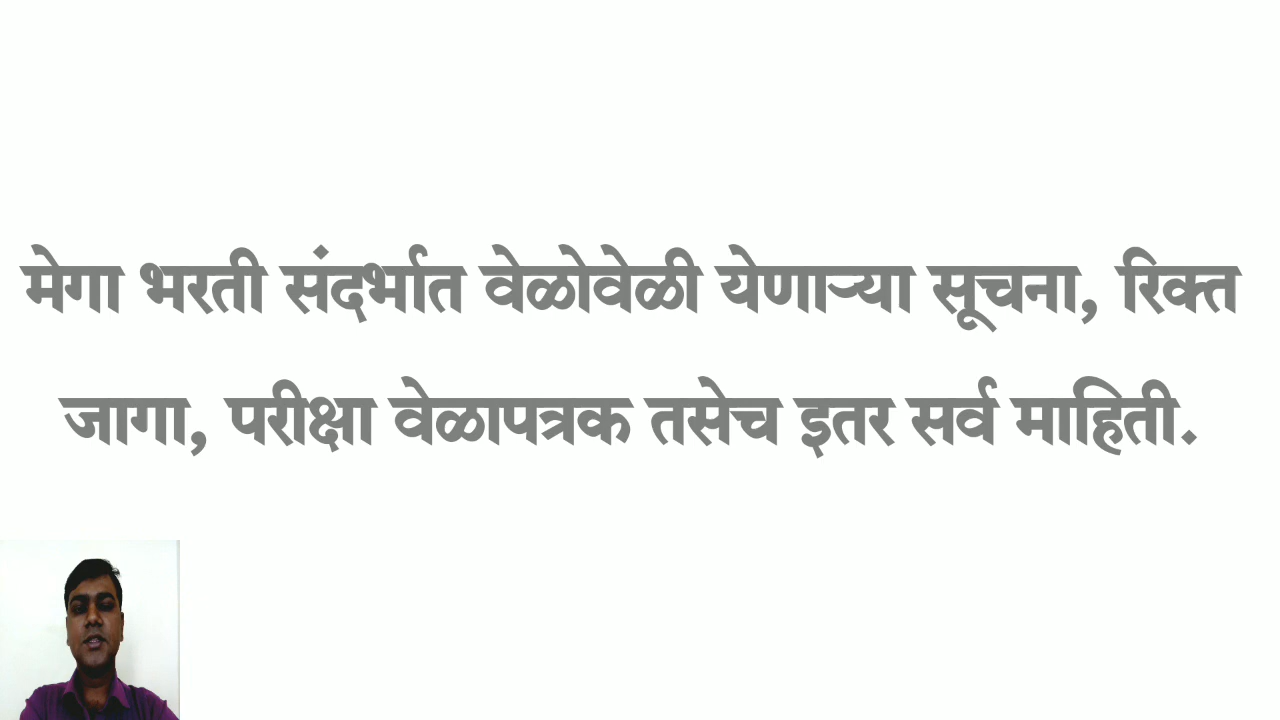 मेगा भरती संदर्भात वेळोवेळी येणाऱ्या सूचना, रिक्त
जागा, परीक्षा वेळापत्रक तसेच इतर सर्व माहिती.